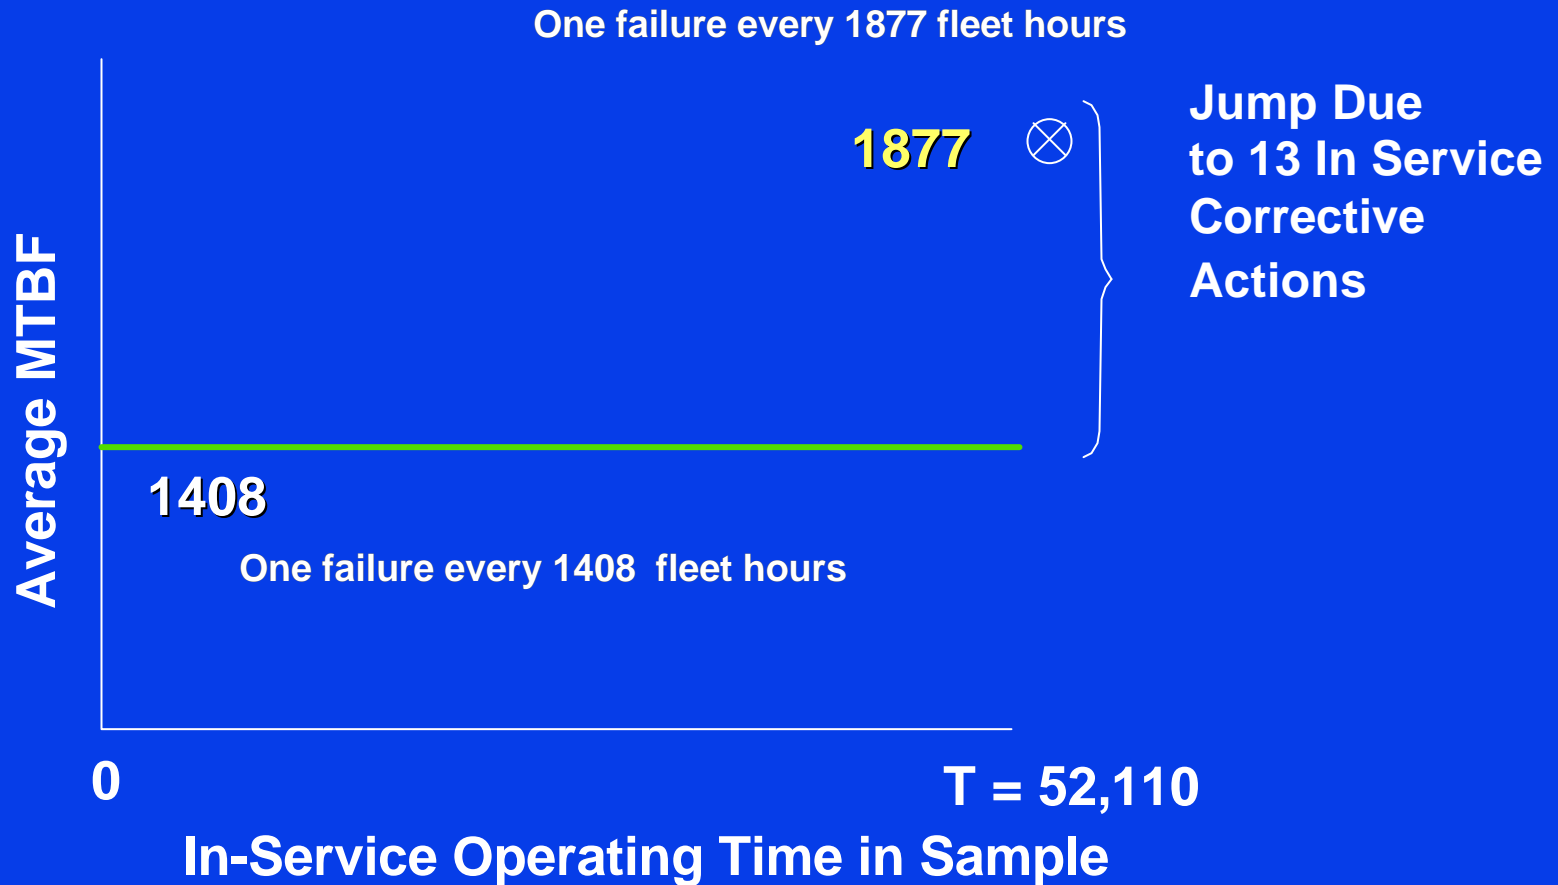 One failure every 1877 fleet hours
1877
Jump Due
to 13 In Service
Corrective
Actions
Average MTBF
1408
One failure every 1408 fleet hours
0
T = 52,110
In-Service Operating Time in Sample